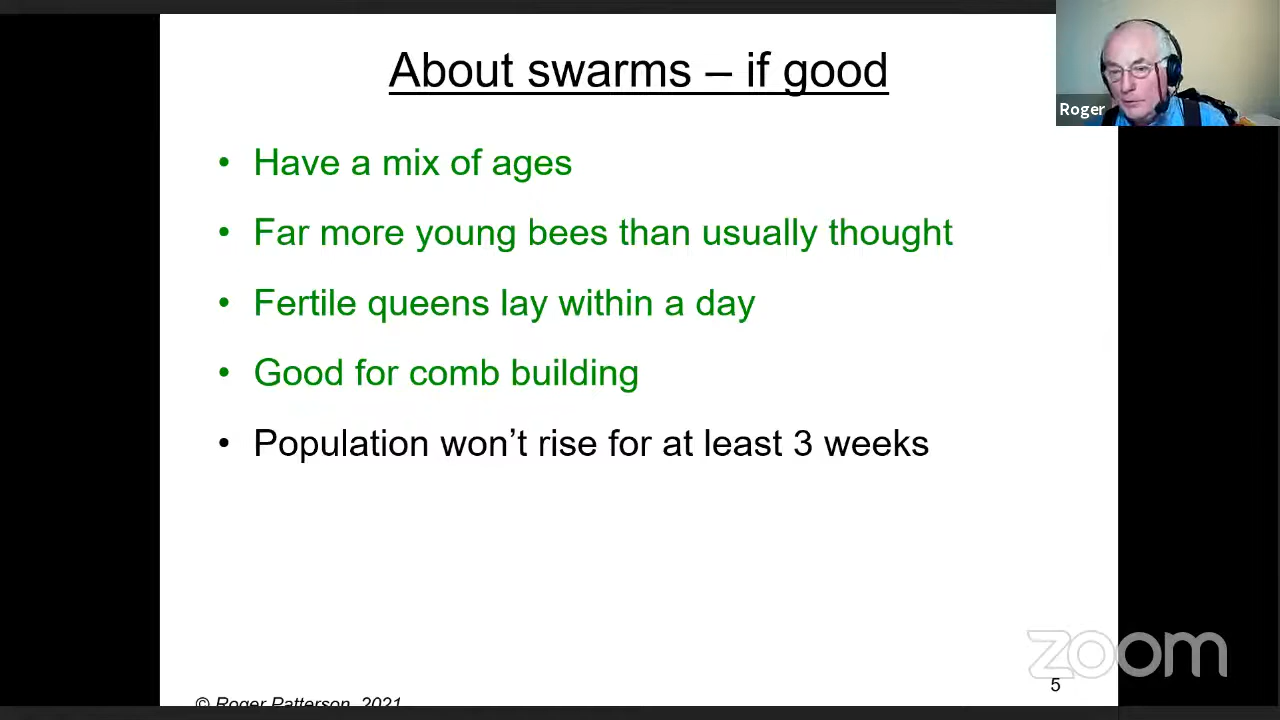 About swarms – if good
Roger
• Have a mix of ages
• Far more young bees than usually thought
• Fertile queens lay within a day
• Good for comb building
• Population won’t rise for at least 3 weeks
zoom
5
© Roger Patterson, 2021